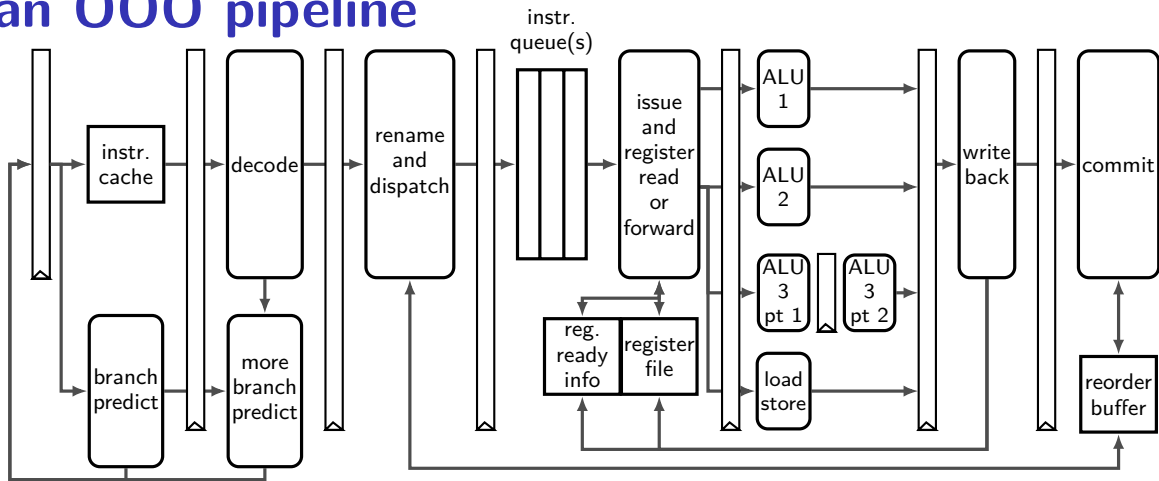 an OOO pipeline
instr.
queue(s)
instr.
cache
decode
rename
and
dispatch
issue
and
register
read
or
forward
ALU
1
ALU
2
ALU
3
pt 1
ALU
3
pt 2
load
store
write
back
commit
branch
predict
more
branch
predict
reg.
ready
info
register
file
reorder
buffer